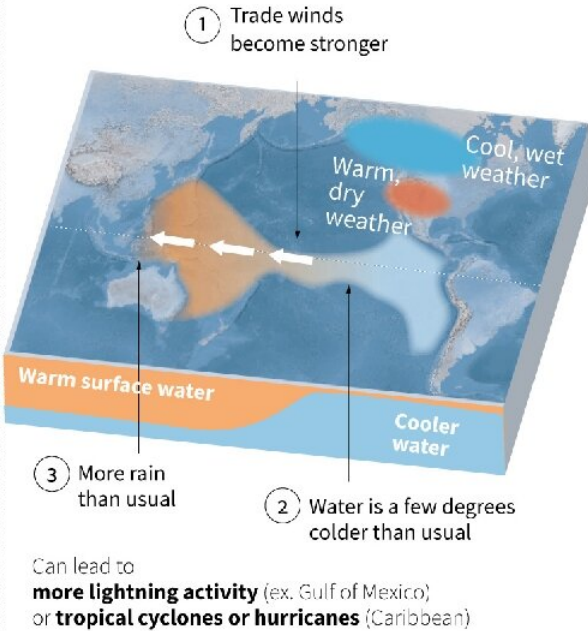 1 Trade winds
become stronger
Cool, wet
weather
Warm,
dry
weather
Warm surface water
Cooler
water
3 More rain
than usual
2 Water is a few degrees
colder than usual
Can lead to
more lightning activity (ex. Gulf of Mexico)
or tropical cyclones or hurricanes (Caribbean)